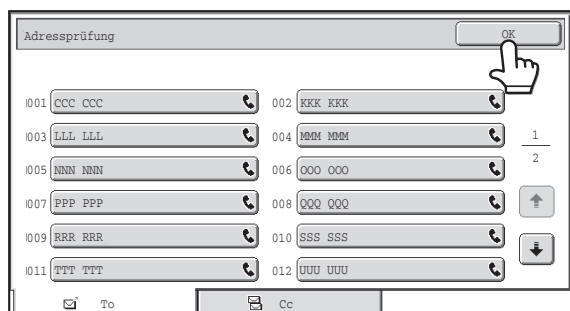 Adressprüfung OK
001 CCC CCC 002 KKK KKK
003 LLL LLL 004 MMM MMM 1
005 NNN NNN 006 OOO OOO 2
007 PPP PPP 008 QQQ QQQ
009 RRR RRR 010 SSS SSS
011 TTT TTT 012 UUU UUU
To Cc